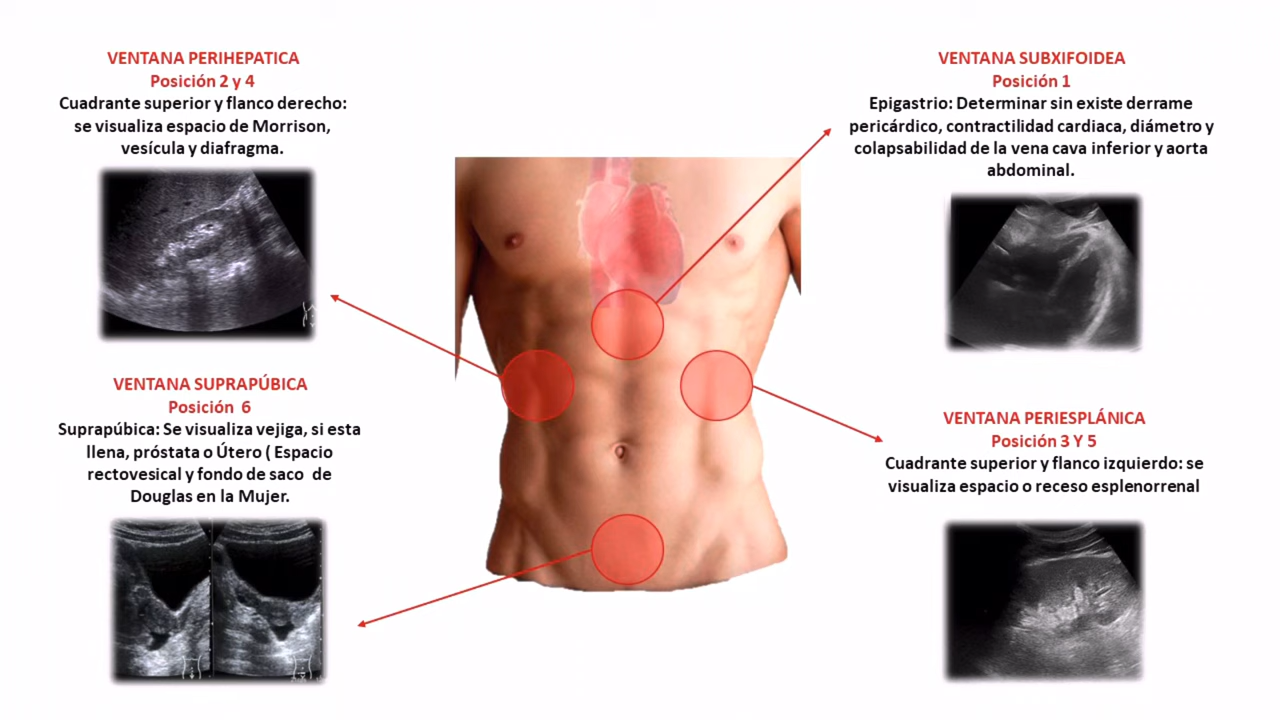 VENTANA PERIHEPATICA
Posición 2 y 4
Cuadrante superior y flanco derecho:
se visualiza espacio de Morrison,
vesícula y diafragma.
VENTANA SUPRAPÚBICA
Posición 6
Suprapúbica: Se visualiza vejiga, si esta
llena, próstata o Útero ( Espacio
rectovesical y fondo de saco de
Douglas en la Mujer.
VENTANA SUBXIFOIDEA
Posición 1
Epigastrio: Determinar sin existe derrame
pericárdico, contractilidad cardiaca, diámetro y
colapsabilidad de la vena cava inferior y aorta
abdominal.
VENTANA PERIESPLÁNICA
Posición 3 Y 5
Cuadrante superior y flanco izquierdo: se
visualiza espacio o receso esplenorrenal